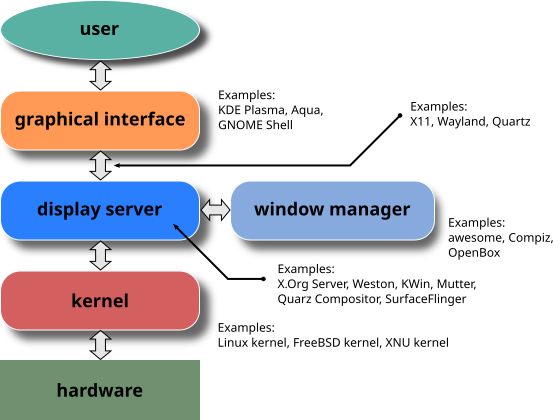 user
graphical interface
Examples:
KDE Plasma, Aqua,
GNOME Shell
Examples:
X11, Wayland, Quartz
display server
window manager
Examples:
awesome, Compiz,
OpenBox
Examples:
X.Org Server, Weston, KWin, Mutter,
Quarz Compositor, SurfaceFlinger
kernel
Examples:
Linux kernel, FreeBSD kernel, XNU kernel
hardware